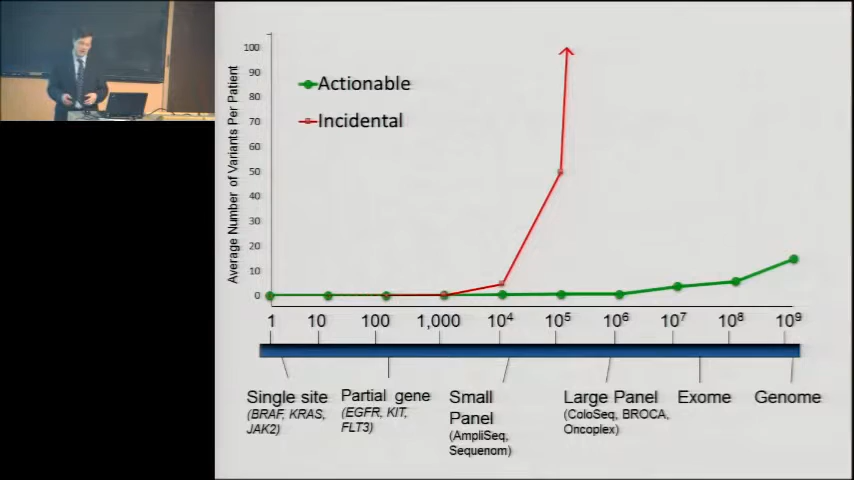 Average Number of Variants Per Patient
100
90
80
70
60
50
40
30
20
10
0
Actionable
Incidental
1 10 100 1,000 10⁴ 10⁵ 10⁶ 10⁷ 10⁸ 10⁹
Single site
(BRAF, KRAS,
JAK2)
Partial gene
(EGFR, KIT,
FLT3)
Small
Panel
(AmpliSeq,
Sequenom)
Large Panel
(ColoSeq, BROCA,
Oncoplex)
Exome
Genome